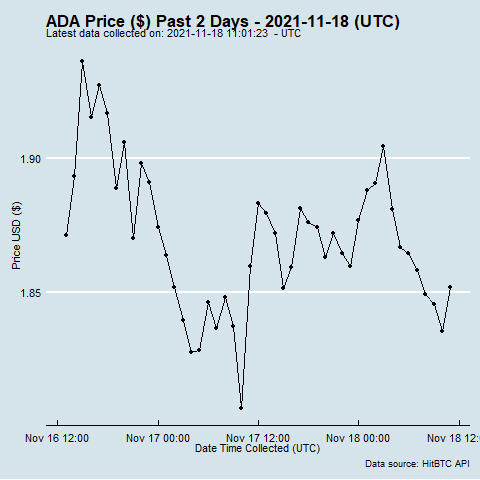 ADA Price ($) Past 2 Days - 2021-11-18 (UTC)
Latest data collected on: 2021-11-18 11:01:23 - UTC
1.90
Price USD ($)
1.85
Nov 16 12:00 Nov 17 00:00 Nov 17 12:00 Nov 18 00:00 Nov 18 12:0
Date Time Collected (UTC)
Data source: HitBTC API